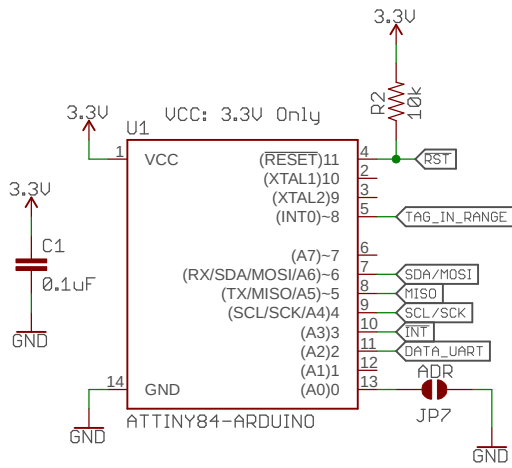 3.3V
R2
10k
3.3V
VCC: 3.3V Only
U1
1
VCC
(RESET)11
4
RST
(XTAL1)10
2
(XTAL2)9
3
(INT0)~8
5
TAG_IN_RANGE
3.3V
C1
0.1uF
GND
(A7)~7
6
(RX/SDA/MOSI/A6)~6
7
SDA/MOSI
(TX/MISO/A5)~5
8
MISO
(SCL/SCK/A4)4
9
SCL/SCK
(A3)3
10
INT
(A2)2
11
DATA_UART
(A1)1
12
14
GND
(A0)0
13
ADR
JP7
GND
ATTINY84-ARDUINO
GND